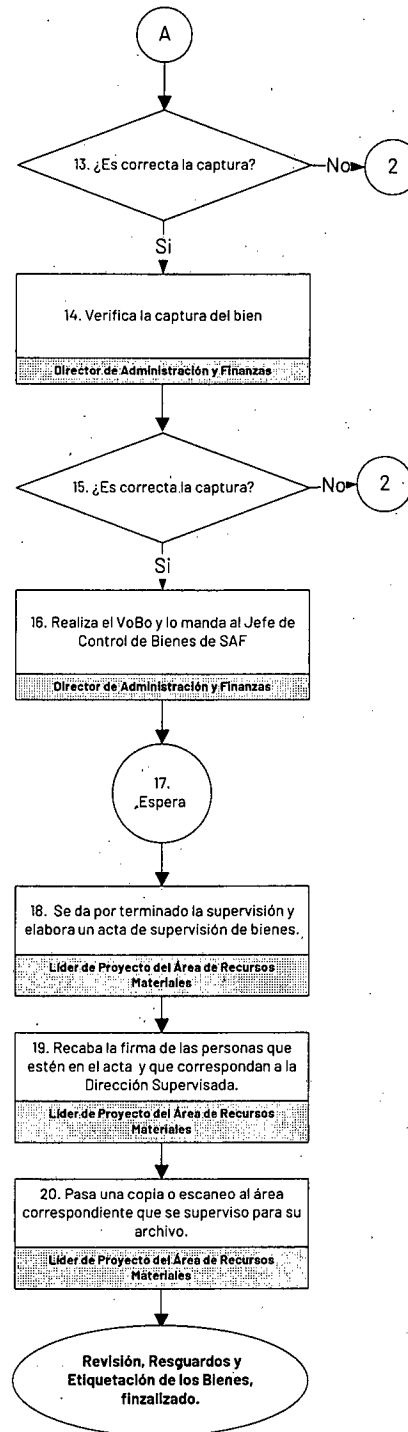 A
13. ¿Es correcta la captura?
No
2
Si
14. Verifica la captura del bien
Director de Administración y Finanzas
15. ¿Es correcta la captura?
No
2
Si
16. Realiza el VoBo y lo manda al Jefe de
Control de Bienes de SAF
Director de Administración y Finanzas
17.
Espera
18. Se da por terminado la supervisión y
elabora un acta de supervisión de bienes.
Líder de Proyecto del Área de Recursos
Materiales
19. Recaba la firma de las personas que
estén en el acta y que correspondan a la
Dirección Supervisada.
Líder de Proyecto del Área de Recursos
Materiales
20. Pasa una copia o escaneo al área
correspondiente que se superviso para su
archivo.
Líder de Proyecto del Área de Recursos
Materiales
Revisión, Resguardos y
Etiquetación de los Bienes,
finzalizado.